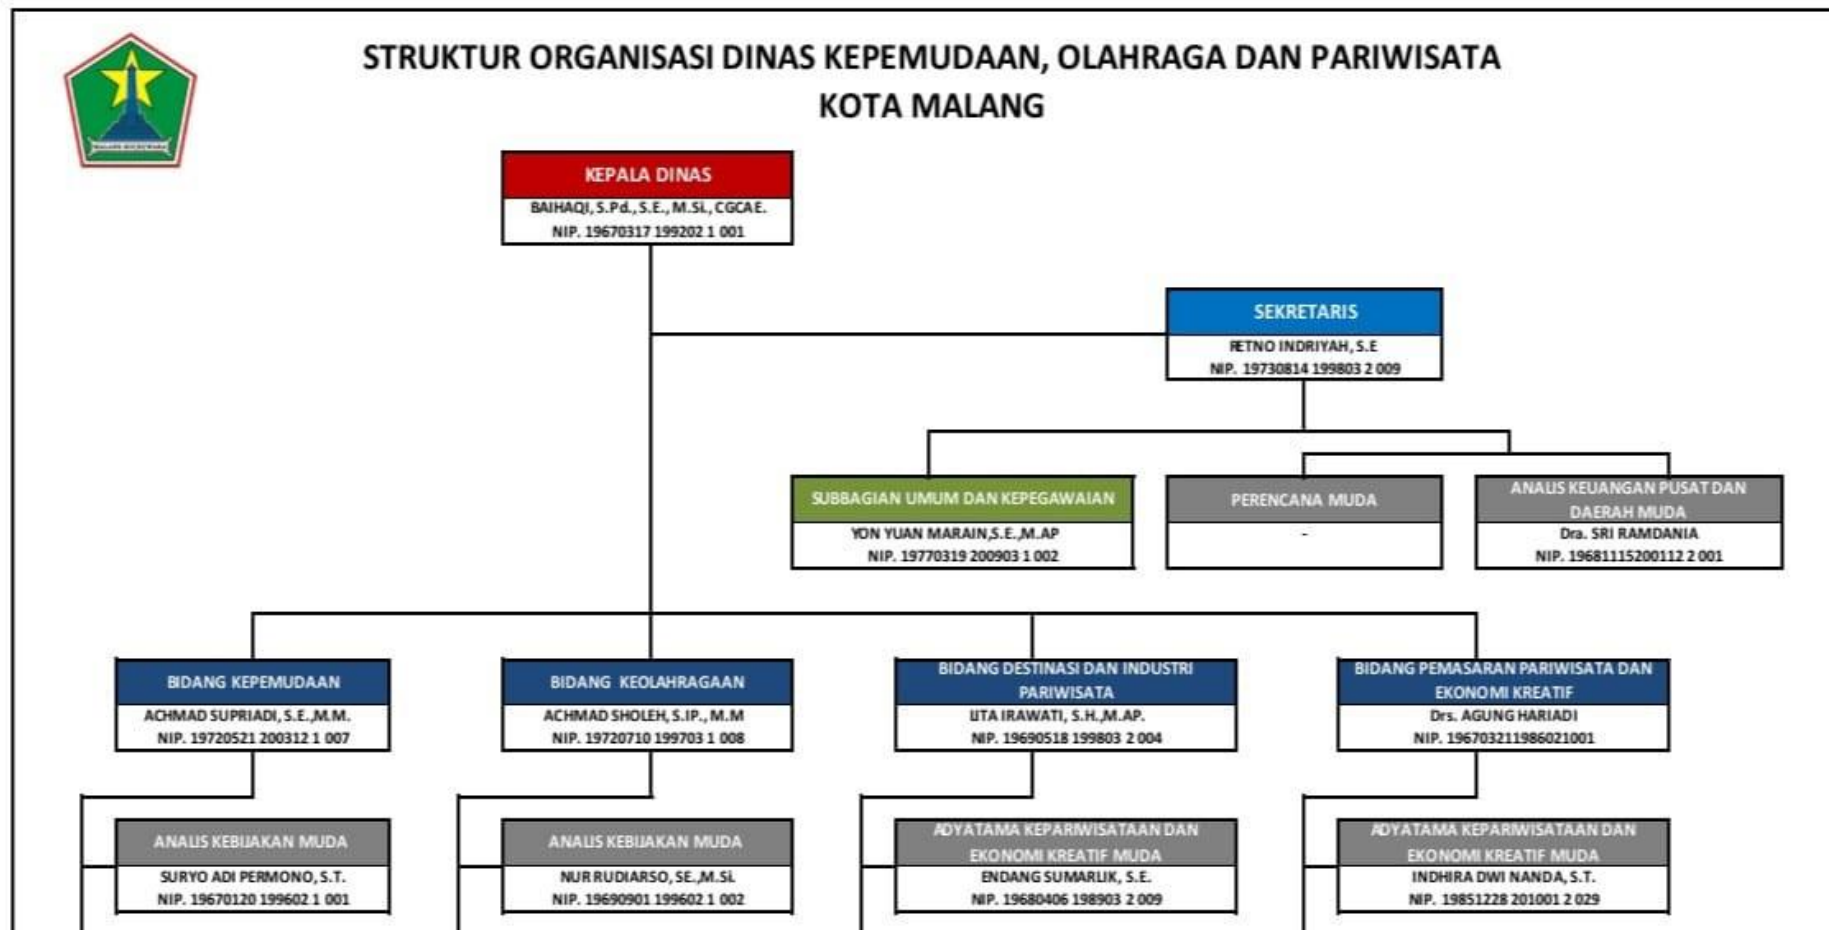 STRUKTUR ORGANISASI DINAS KEPEMUDAAN, OLAHRAGA DAN PARIWISATA
KOTA MALANG
KEPALA DINAS
BAIHAQI, S.Pd., S.E., M.Si., CGCAE.
NIP. 19670317 199202 1 001
SEKRETARIS
RETNO INDRIYAH, S.E
NIP. 19730814 199803 2 009
SUBBAGIAN UMUM DAN KEPEGAWAIAN
YON YUAN MARAIN,S.E.,M.AP
NIP. 19770319 200903 1 002
PERENCANA MUDA
-
ANALIS KEUANGAN PUSAT DAN
DAERAH MUDA
Dra. SRI RAMDANIA
NIP. 19681115200112 2 001
BIDANG KEPEMUDAAN
ACHMAD SUPRIADI, S.E.,M.M.
NIP. 19720521 200312 1 007
BIDANG KEOLAHRAGAAN
ACHMAD SHOLEH, S.IP., M.M
NIP. 19720710 199703 1 008
BIDANG DESTINASI DAN INDUSTRI
PARIWISATA
LITA IRAWATI, S.H.,M.AP.
NIP. 19690518 199803 2 004
BIDANG PEMASARAN PARIWISATA DAN
EKONOMI KREATIF
Drs. AGUNG HARIADI
NIP. 196703211986021001
ANALIS KEBIJAKAN MUDA
SURYO ADI PERMONO, S.T.
NIP. 19670120 199602 1 001
ANALIS KEBIJAKAN MUDA
NUR RUDIARSO, SE.,M.Si.
NIP. 19690901 199602 1 002
ADYATAMA KEPARIWISATAAN DAN
EKONOMI KREATIF MUDA
ENDANG SUMARLIK, S.E.
NIP. 19680406 198903 2 009
ADYATAMA KEPARIWISATAAN DAN
EKONOMI KREATIF MUDA
INDHIRA DWI NANDA, S.T.
NIP. 19851228 201001 2 029